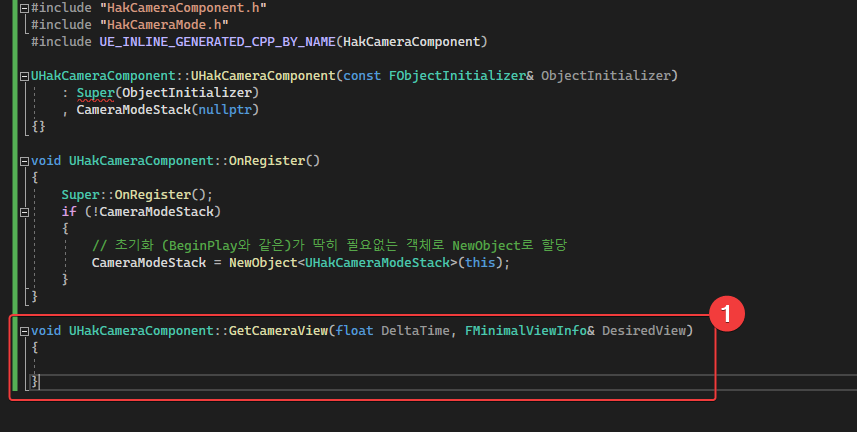 #include "HakCameraComponent.h"
#include "HakCameraMode.h"
#include UE_INLINE_GENERATED_CPP_BY_NAME(HakCameraComponent)
UHakCameraComponent::UHakCameraComponent(const FObjectInitializer& ObjectInitializer)
: Super(ObjectInitializer)
, CameraModeStack(nullptr)
{}
void UHakCameraComponent::OnRegister()
{
Super::OnRegister();
if (!CameraModeStack)
{
// 초기화 (BeginPlay와 같은)가 딱히 필요없는 객체로 NewObject로 할당
CameraModeStack = NewObject<UHakCameraModeStack>(this);
}
}
1
void UHakCameraComponent::GetCameraView(float DeltaTime, FMinimalViewInfo& DesiredView)
{
}